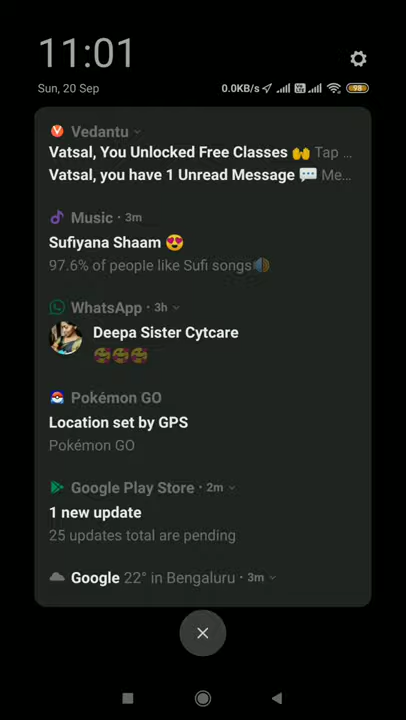 11:01
Sun, 20 Sep
0.0KB/s
98
Vedantu
Vatsal, You Unlocked Free Classes 🙌 Tap ...
Vatsal, you have 1 Unread Message 💬 Me...
Music · 3m
Sufiyana Shaam 😍
97.6% of people like Sufi songs🔊
WhatsApp · 3h
Deepa Sister Cytcare
🥰🥰🥰
Pokémon GO
Location set by GPS
Pokémon GO
Google Play Store · 2m
1 new update
25 updates total are pending
Google 22° in Bengaluru · 3m